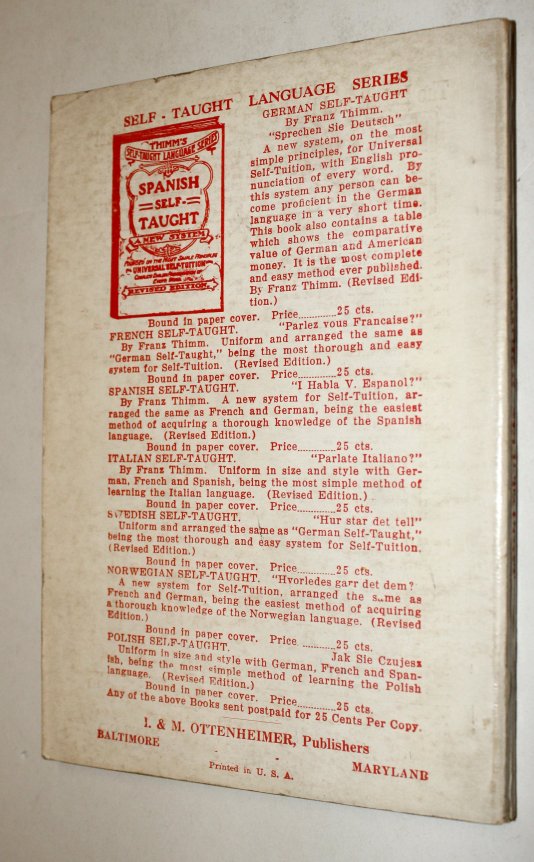 SELF - TAUGHT LANGUAGE SERIES
THIMM'S
SELF-TAUGHT LANGUAGE SERIES
SPANISH
SELF-
TAUGHT
A NEW SYSTEM
FOUNDED ON THE MOST SIMPLE PRINCIPLES
FOR UNIVERSAL SELF-TUITION
REVISED EDITION.
GERMAN SELF-TAUGHT
By Franz Thimm.
"Sprechen Sie Deutsch"
A new system, on the most
simple principles, for Universal
Self-Tuition, with English pro-
nunciation of every word. By
this system any person can be-
come proficient in the German
language in a very short time.
This book also contains a table
which shows the comparative
value of German and American
money. It is the most complete
and easy method ever published.
By Franz Thimm. (Revised Edi-
tion.)
Bound in paper cover. Price.............25 cts.
FRENCH SELF-TAUGHT. "Parlez vous Francaise?"
By Franz Thimm. Uniform and arranged the same as
"German Self-Taught," being the most thorough and easy
system for Self-Tuition. (Revised Edition.)
Bound in paper cover. Price.............25 cts.
SPANISH SELF-TAUGHT. "I Habla V. Espanol?"
By Franz Thimm. A new system for Self-Tuition, ar-
ranged the same as French and German, being the easiest
method of acquiring a thorough knowledge of the Spanish
language. (Revised Edition.)
Bound in paper cover. Price.............25 cts.
ITALIAN SELF-TAUGHT. "Parlate Italiano?"
By Franz Thimm. Uniform in size and style with Ger-
man, French and Spanish, being the most simple method of
learning the Italian language. (Revised Edition.)
Bound in paper cover. Price.............25 cts.
SWEDISH SELF-TAUGHT. "Hur star det tell"
Uniform and arranged the same as "German Self-Taught,"
being the most thorough and easy system for Self-Tuition.
(Revised Edition.)
Bound in paper cover. Price.............25 cts.
NORWEGIAN SELF-TAUGHT. "Hvorledes garr det dem?
A new system for Self-Tuition, arranged the same as
French and German, being the easiest method of acquiring
a thorough knowledge of the Norwegian language. (Revised
Edition.)
Bound in paper cover. Price .............25 cts.
POLISH SELF-TAUGHT. Jak Sie Czujesz
Uniform in size and style with German, French and Span-
ish, being the most simple method of learning the Polish
language. (Revised Edition.)
Bound in paper cover. Price.............25 cts.
Any of the above Books sent postpaid for 25 Cents Per Copy.
I. & M. OTTENHEIMER, Publishers
BALTIMORE MARYLAND
Printed in U. S. A.